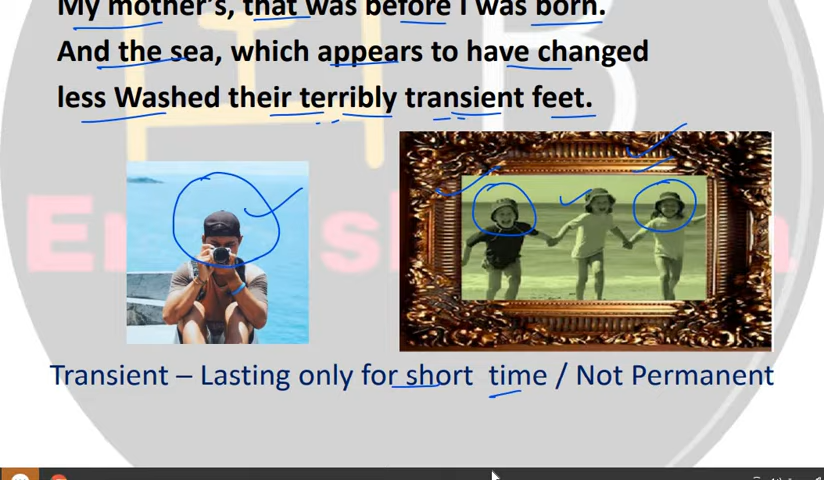 My mother's, that was before I was born.
And the sea, which appears to have changed
less Washed their terribly transient feet.
Transient – Lasting only for short time / Not Permanent